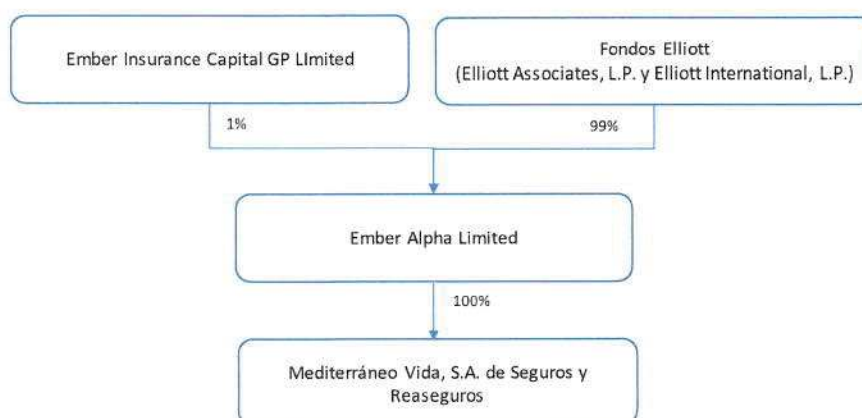 Ember Insurance Capital GP LImited
Fondos Elliott
(Elliott Associates, L.P. y Elliott International, L.P.)
1%
99%
Ember Alpha Limited
100%
Mediterráneo Vida, S.A. de Seguros y
Reaseguros